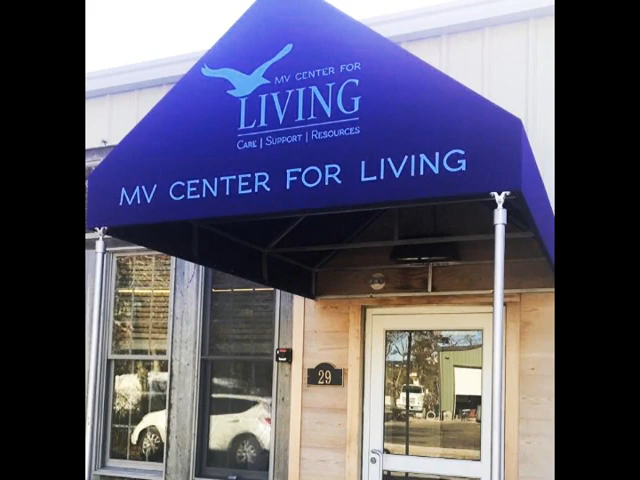 MV CENTER FOR
LIVING
CARE | SUPPORT | RESOURCES
MV CENTER FOR LIVING
29